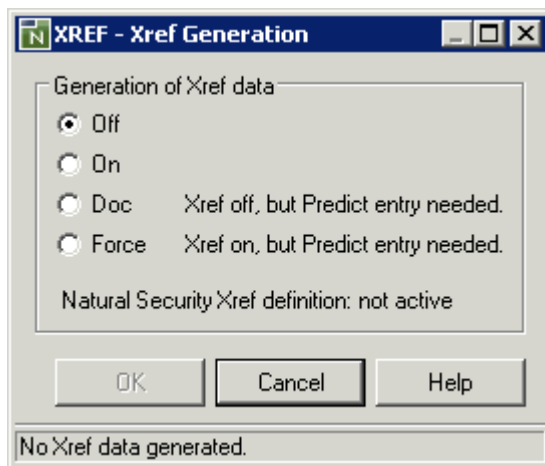 XREF - Xref Generation
Generation of Xref data
Off
On
Doc Xref off, but Predict entry needed.
Force Xref on, but Predict entry needed.
Natural Security Xref definition: not active
OK Cancel Help
No Xref data generated.